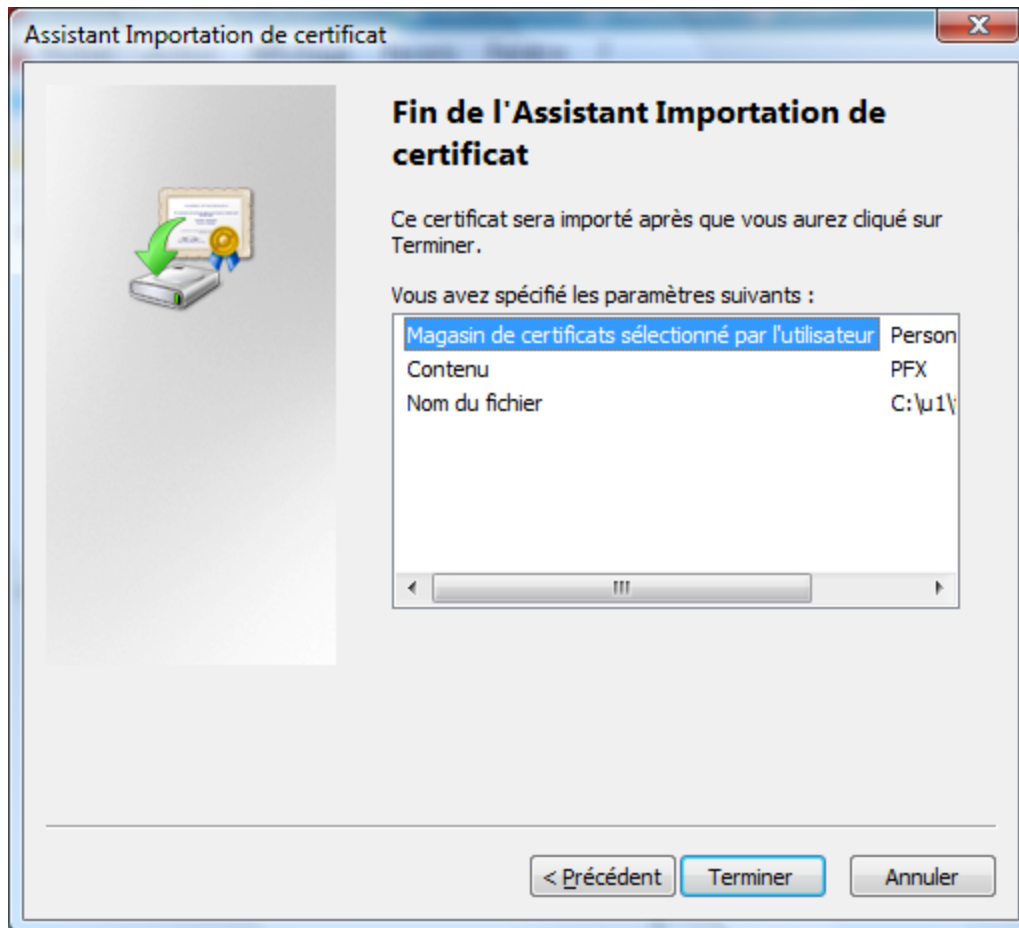 Assistant Importation de certificat
Fin de l'Assistant Importation de
certificat
Ce certificat sera importé après que vous aurez cliqué sur
Terminer.
Vous avez spécifié les paramètres suivants :
Magasin de certificats sélectionné par l'utilisateur Person
Contenu PFX
Nom du fichier C:\u1\
< Précédent Terminer Annuler